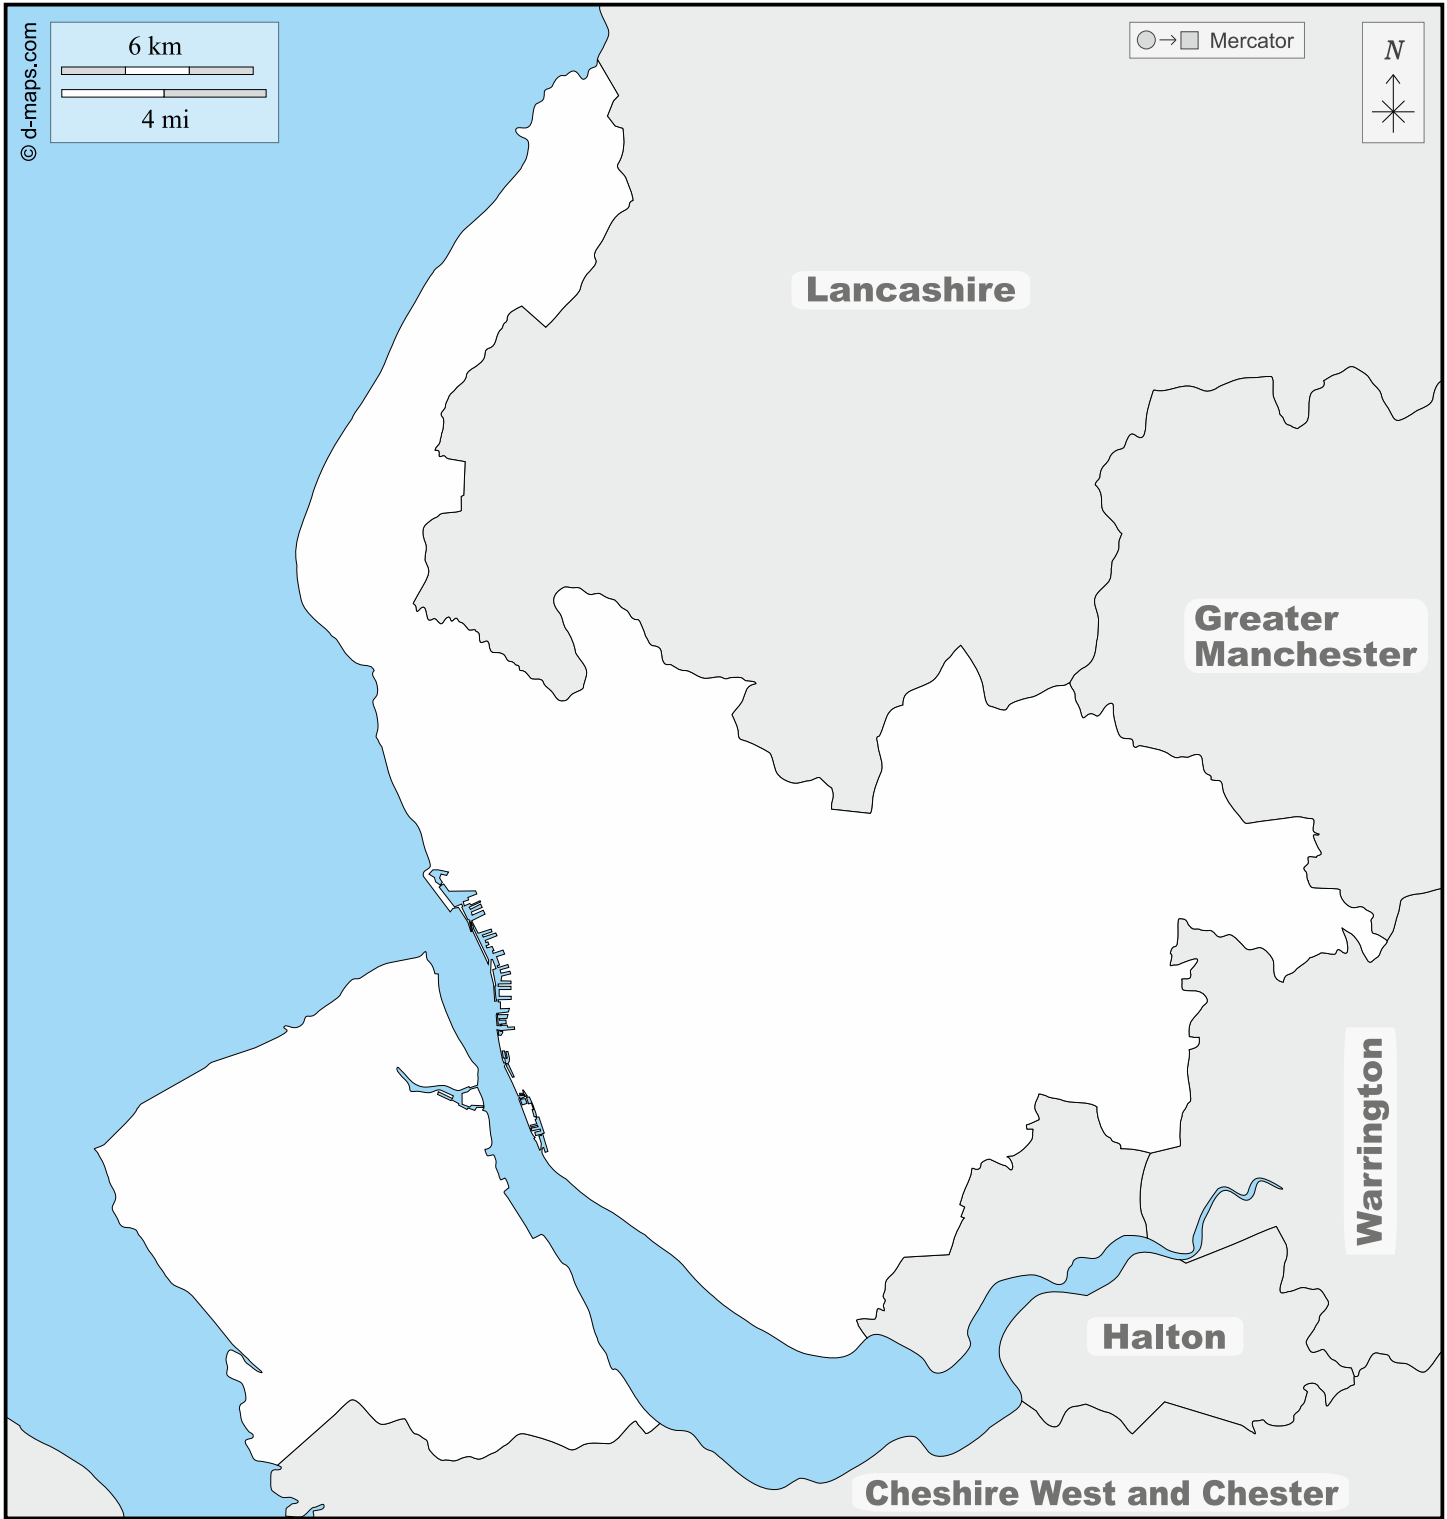 © d-maps.com
6 km
4 mi
Mercator
N
Lancashire
Greater
Manchester
Warrington
Halton
Cheshire West and Chester